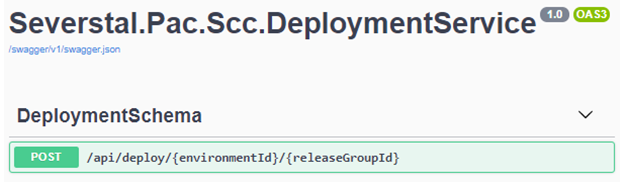 Severstal.Pac.Scc.DeploymentService 1.0 OAS3
/swagger/v1/swagger.json
DeploymentSchema
POST /api/deploy/{environmentId}/{releaseGroupId}